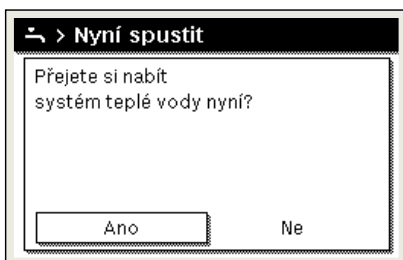 > Nyní spustit
Přejete si nabít
systém teplé vody nyní?
Ano
Ne